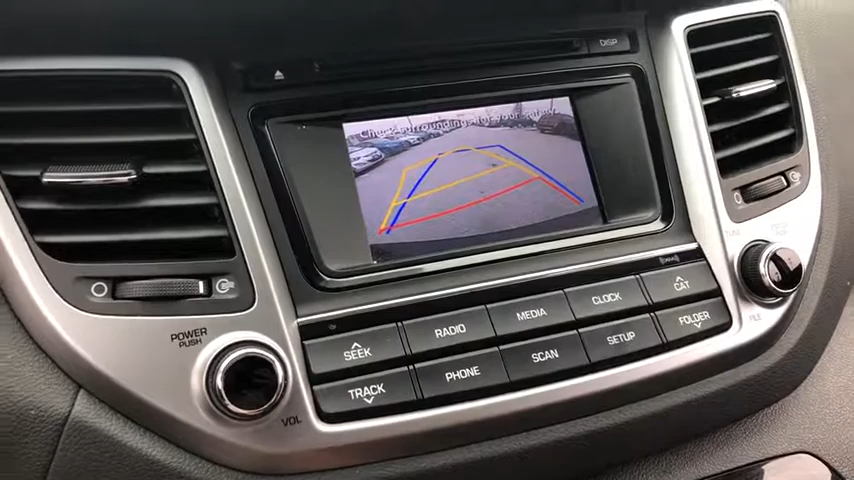 DISP
Check surroundings for your safety
POWER
PUSH
VOL
SEEK
TRACK
RADIO
MEDIA
CLOCK
CAT
PHONE
SCAN
SETUP
FOLDER
TUNE
FILE